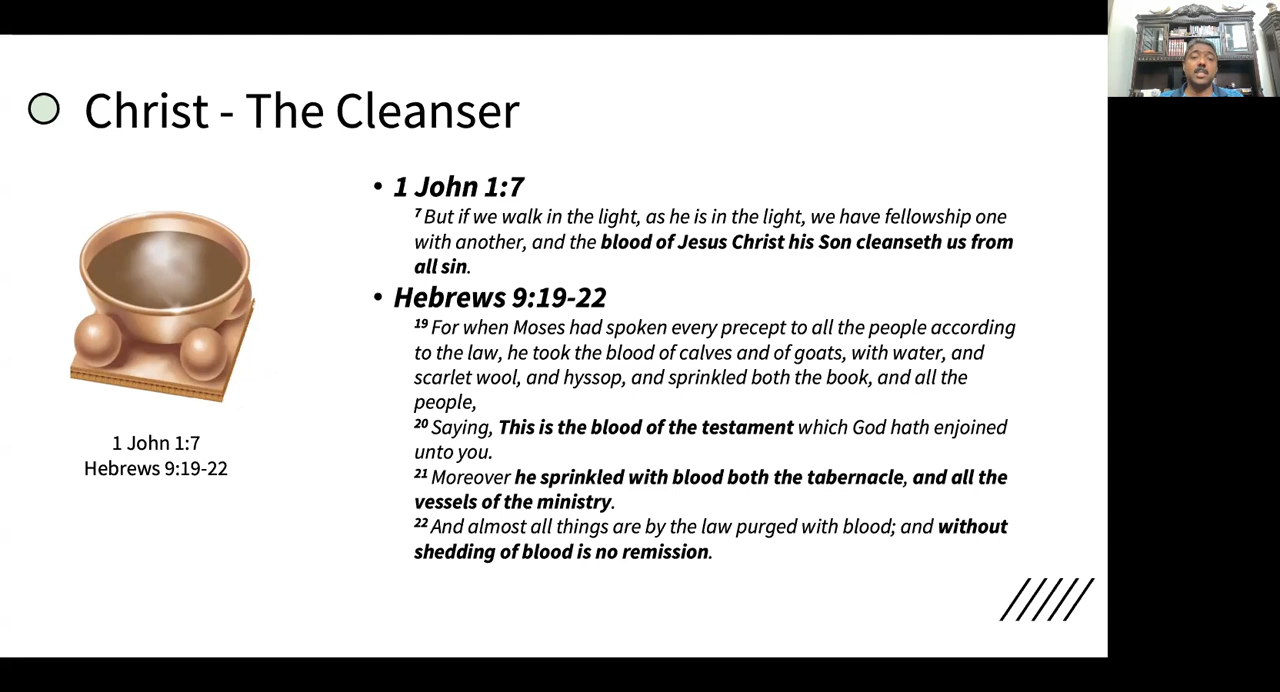 Christ - The Cleanser
• 1 John 1:7
7 But if we walk in the light, as he is in the light, we have fellowship one
with another, and the blood of Jesus Christ his Son cleanseth us from
all sin.
• Hebrews 9:19-22
19 For when Moses had spoken every precept to all the people according
to the law, he took the blood of calves and of goats, with water, and
scarlet wool, and hyssop, and sprinkled both the book, and all the
people,
20 Saying, This is the blood of the testament which God hath enjoined
unto you.
21 Moreover he sprinkled with blood both the tabernacle, and all the
vessels of the ministry.
22 And almost all things are by the law purged with blood; and without
shedding of blood is no remission.
1 John 1:7
Hebrews 9:19-22